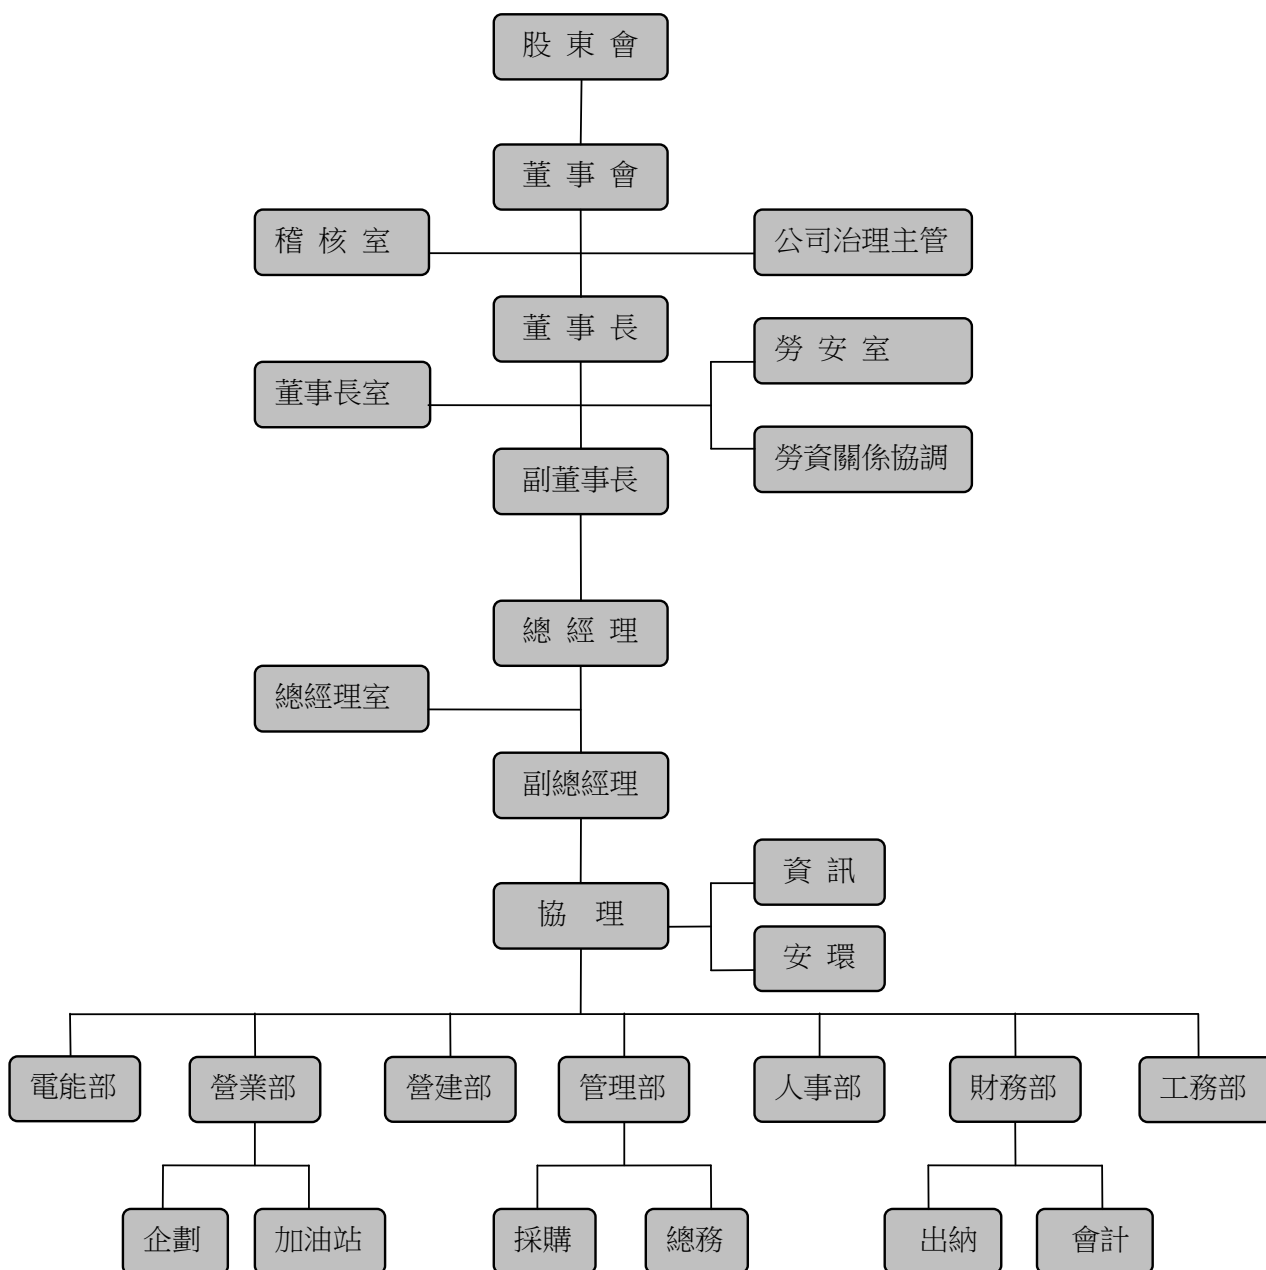 股 東 會
董 事 會
稽 核 室
公司治理主管
董 事 長
勞 安 室
董事長室
勞資關係協調
副董事長
總 經 理
總經理室
副總經理
資 訊
協 理
安 環
電能部
營業部
營建部
管理部
人事部
財務部
工務部
企劃
加油站
採購
總務
出納
會計